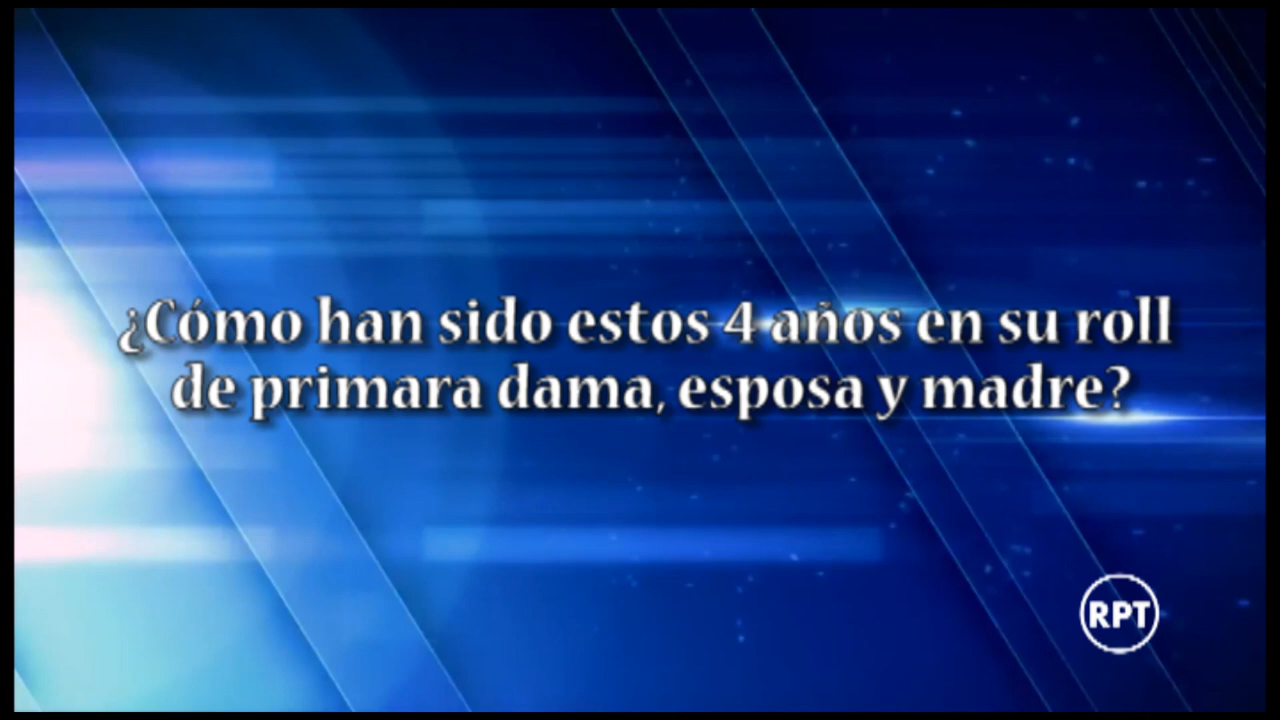 ¿Cómo han sido estos 4 años en su roll
de primara dama, esposa y madre?
RPT